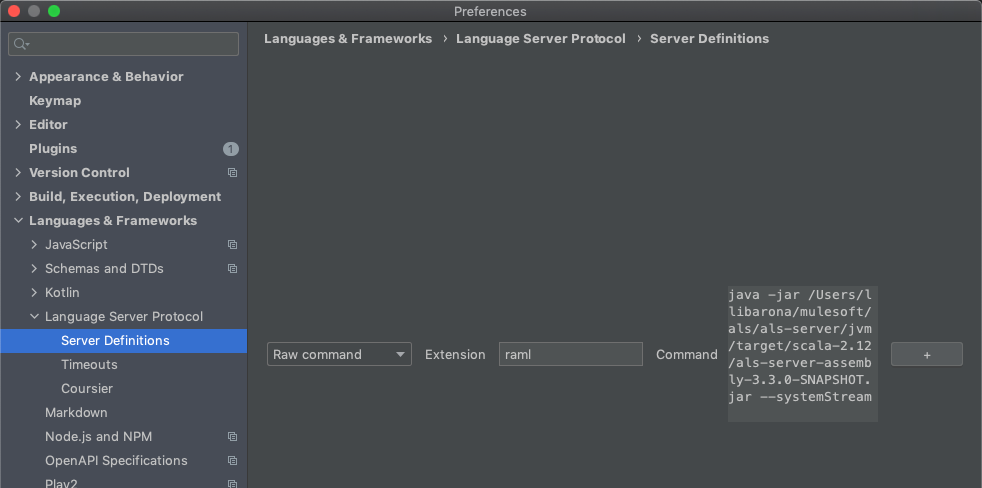 Preferences
Languages & Frameworks › Language Server Protocol › Server Definitions
Appearance & Behavior
Keymap
Editor
Plugins 1
Version Control
Build, Execution, Deployment
Languages & Frameworks
JavaScript
Schemas and DTDs
Kotlin
Language Server Protocol
Server Definitions
Timeouts
Coursier
Markdown
Node.js and NPM
OpenAPI Specifications
Play2
Raw command Extension raml Command
java -jar /Users/l
libarona/mulesoft/
als/als-server/jvm
/target/scala-2.12
/als-server-assemb
ly-3.3.0-SNAPSHOT.
jar --systemStream
+